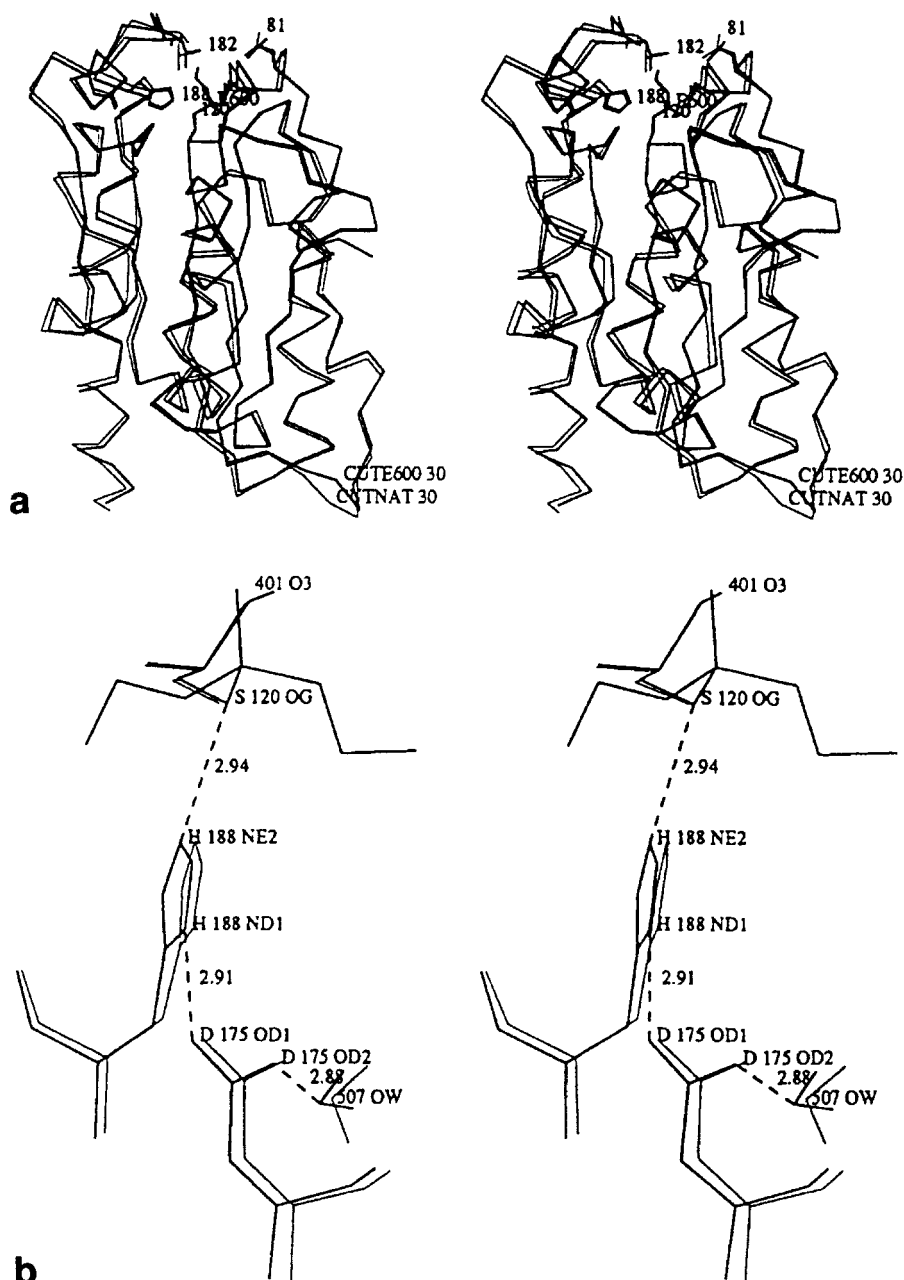 81
182
188
120
E600
CUTE600 30
CUTNAT 30
81
182
188
E600
120
CUTE600 30
CUTNAT 30
a
401 O3
S 120 OG
2.94
H 188 NE2
H 188 ND1
2.91
D 175 OD1
D 175 OD2
2.88
507 OW
401 O3
S 120 OG
2.94
H 188 NE2
H 188 ND1
2.91
D 175 OD1
D 175 OD2
2.88
507 OW
b